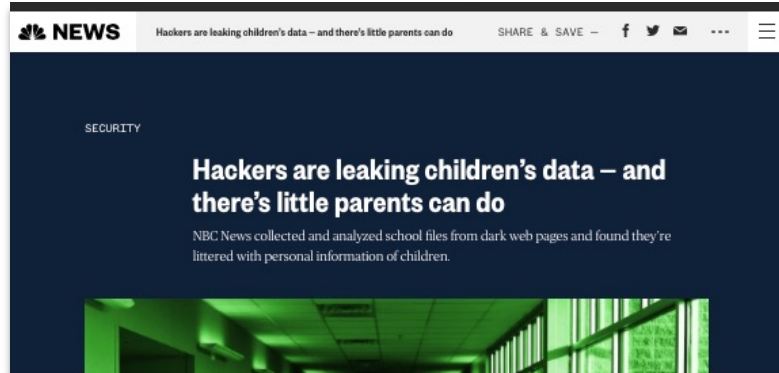 NEWS
Hackers are leaking children's data – and there's little parents can do
SHARE & SAVE —
SECURITY
Hackers are leaking children’s data — and
there’s little parents can do
NBC News collected and analyzed school files from dark web pages and found they’re
littered with personal information of children.